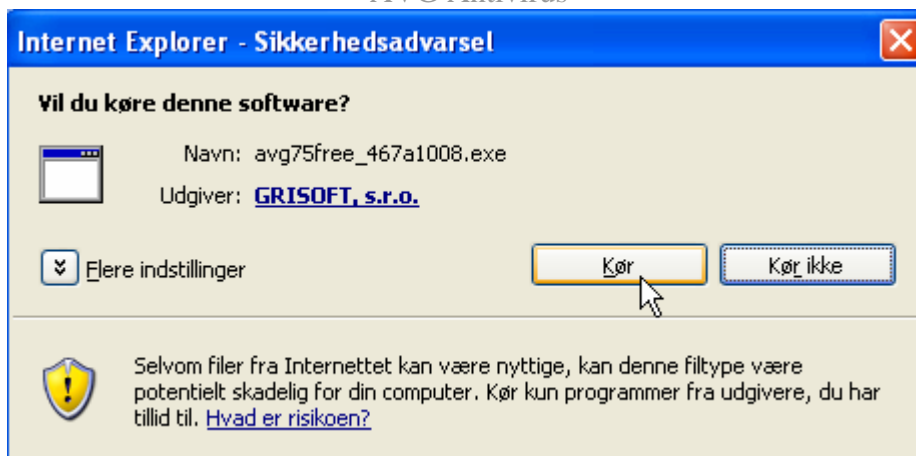 AVG Antivirus
Internet Explorer - Sikkerhedsadvarsel
Vil du køre denne software?
Navn: avg75free_467a1008.exe
Udgiver: GRISOFT, s.r.o.
Flere indstillinger
Kør
Kør ikke
Selvom filer fra Internettet kan være nyttige, kan denne filtype være
potentielt skadelig for din computer. Kør kun programmer fra udgivere, du har
tillid til. Hvad er risikoen?